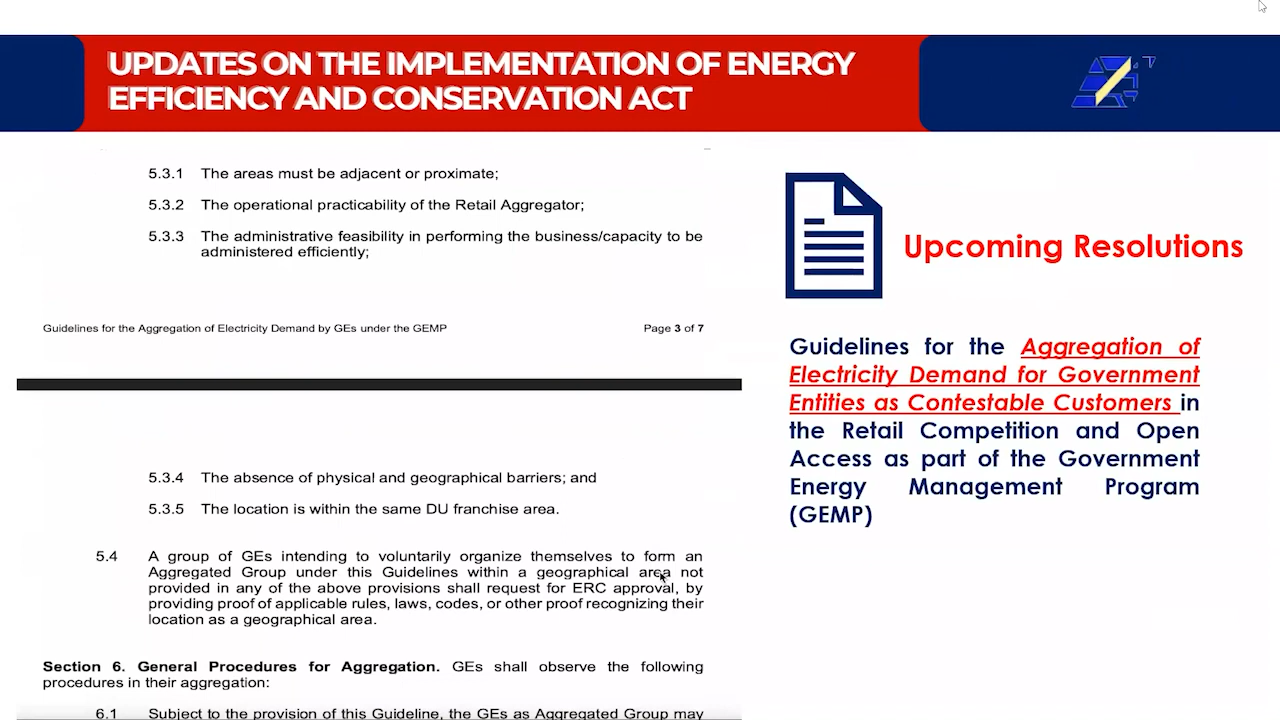 UPDATES ON THE IMPLEMENTATION OF ENERGY
EFFICIENCY AND CONSERVATION ACT
5.3.1 The areas must be adjacent or proximate;
5.3.2 The operational practicability of the Retail Aggregator;
5.3.3 The administrative feasibility in performing the business/capacity to be
administered efficiently;
Guidelines for the Aggregation of Electricity Demand by GEs under the GEMP Page 3 of 7
5.3.4 The absence of physical and geographical barriers; and
5.3.5 The location is within the same DU franchise area.
5.4 A group of GEs intending to voluntarily organize themselves to form an
Aggregated Group under this Guidelines within a geographical area not
provided in any of the above provisions shall request for ERC approval, by
providing proof of applicable rules, laws, codes, or other proof recognizing their
location as a geographical area.
Section 6. General Procedures for Aggregation. GEs shall observe the following
procedures in their aggregation:
6.1 Subject to the provision of this Guideline, the GEs as Aggregated Group may
Upcoming Resolutions
Guidelines for the Aggregation of
Electricity Demand for Government
Entities as Contestable Customers in
the Retail Competition and Open
Access as part of the Government
Energy Management Program
(GEMP)